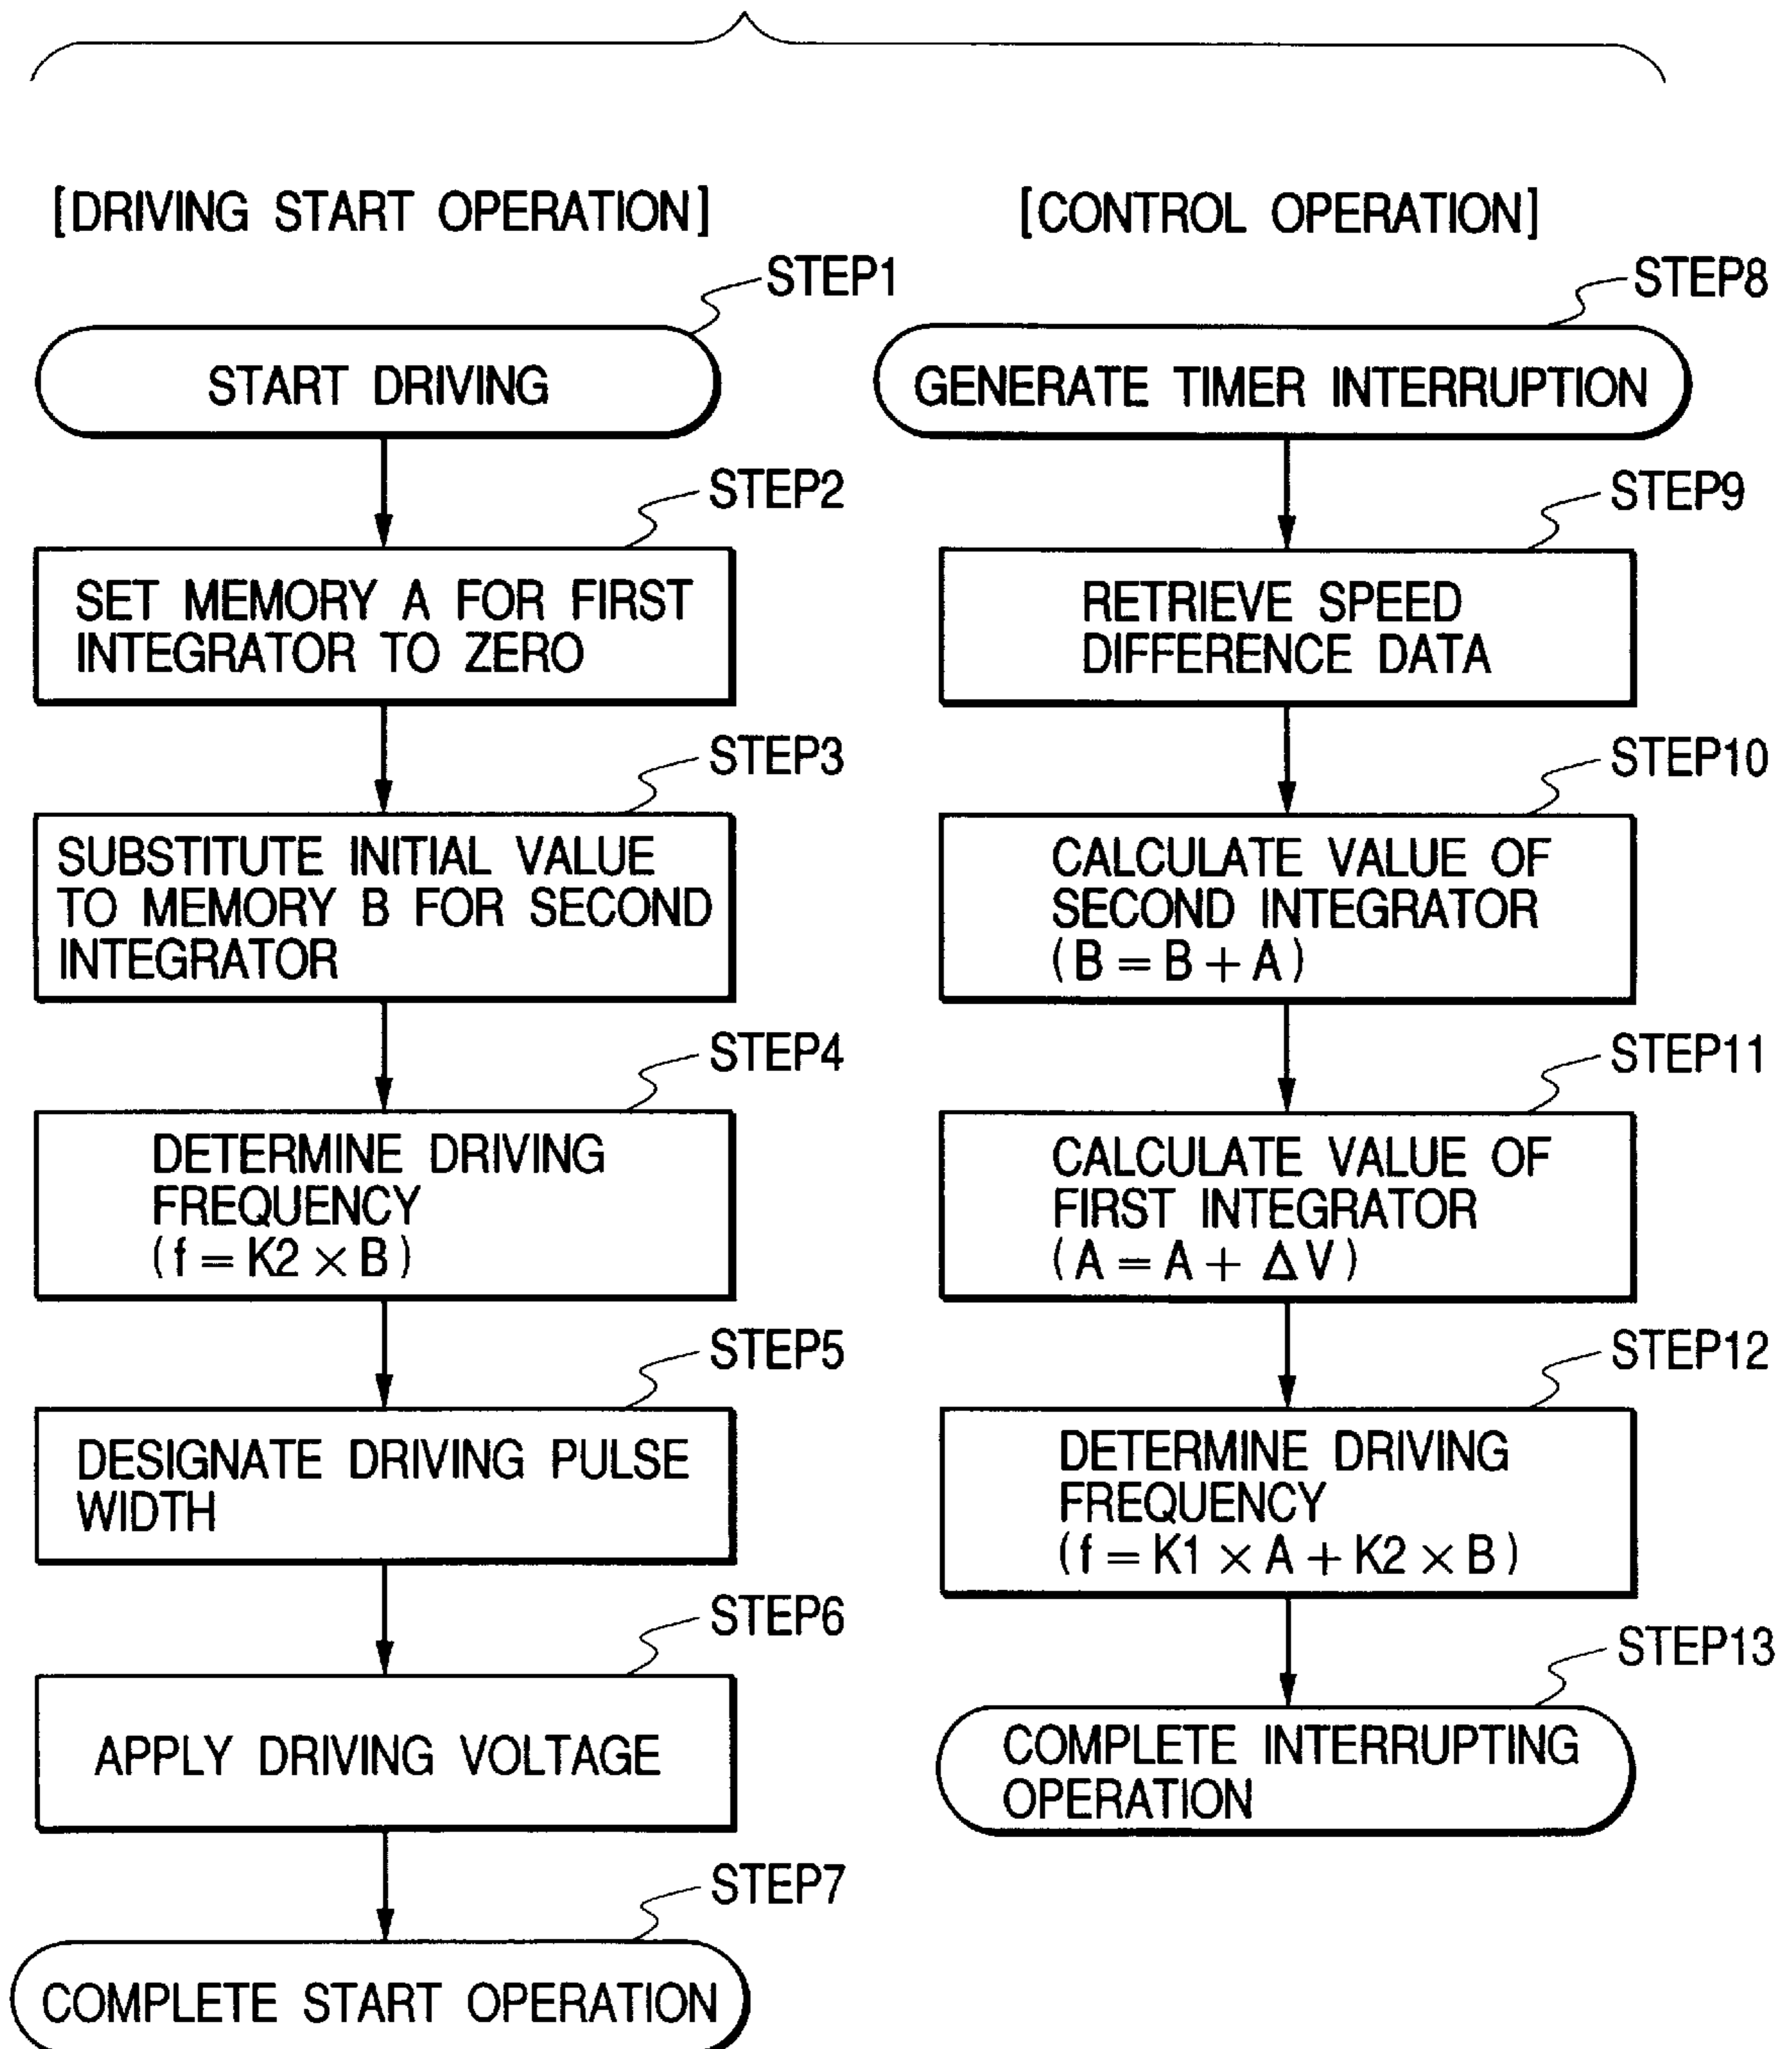 [DRIVING START OPERATION]
STEP1
START DRIVING
STEP2
SET MEMORY A FOR FIRST
INTEGRATOR TO ZERO
STEP3
SUBSTITUTE INITIAL VALUE
TO MEMORY B FOR SECOND
INTEGRATOR
STEP4
DETERMINE DRIVING
FREQUENCY
(f = K2 × B)
STEP5
DESIGNATE DRIVING PULSE
WIDTH
STEP6
APPLY DRIVING VOLTAGE
STEP7
COMPLETE START OPERATION
[CONTROL OPERATION]
STEP8
GENERATE TIMER INTERRUPTION
STEP9
RETRIEVE SPEED
DIFFERENCE DATA
STEP10
CALCULATE VALUE OF
SECOND INTEGRATOR
(B = B + A)
STEP11
CALCULATE VALUE OF
FIRST INTEGRATOR
(A = A + ΔV)
STEP12
DETERMINE DRIVING
FREQUENCY
(f = K1 × A + K2 × B)
STEP13
COMPLETE INTERRUPTING
OPERATION